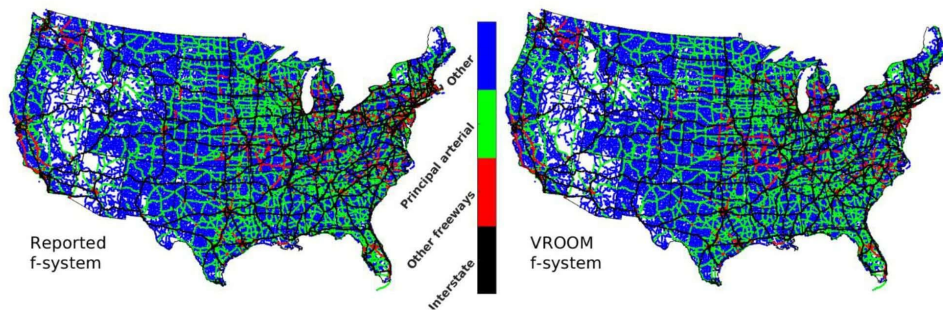 Reported
f-system
Other
Principal arterial
Other freeways
Interstate
VROOM
f-system